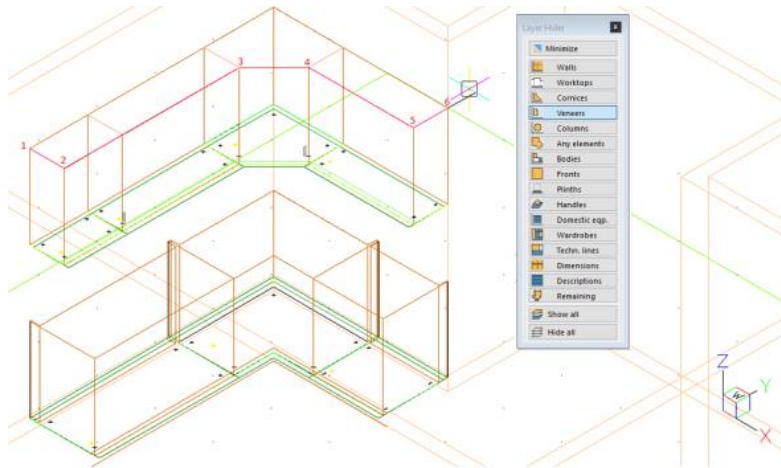 Layer Hider
x
Minimize
Walls
Worktops
Cornices
Veneers
Columns
Any elements
Bodies
Fronts
Plinths
Handles
Domestic eqp.
Wardrobes
Techn. lines
Dimensions
Descriptions
Remaining
Show all
Hide all
1
2
3
4
5
6
Z
Y
W
X